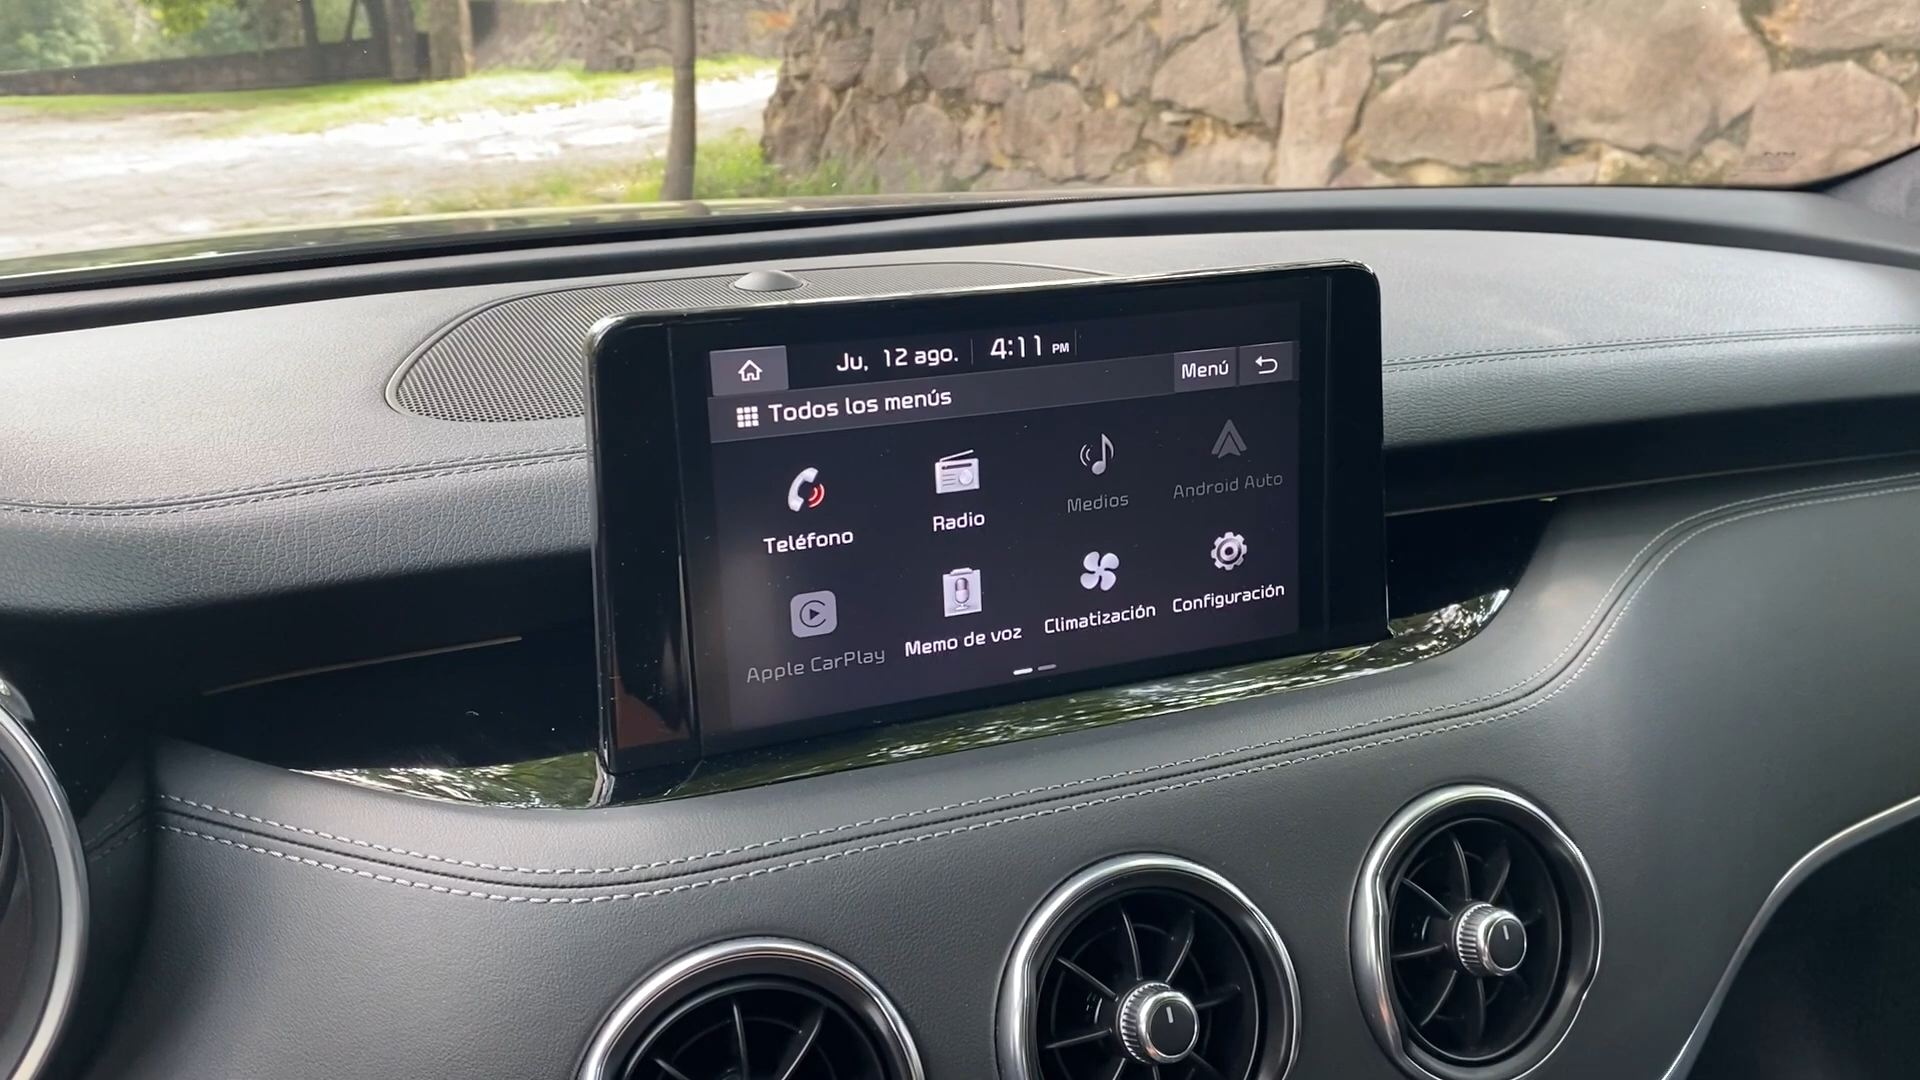 Ju, 12 ago. 4:11 PM
Menú
Todos los menús
Teléfono
Radio
Medios
Android Auto
Apple CarPlay
Memo de voz
Climatización
Configuración